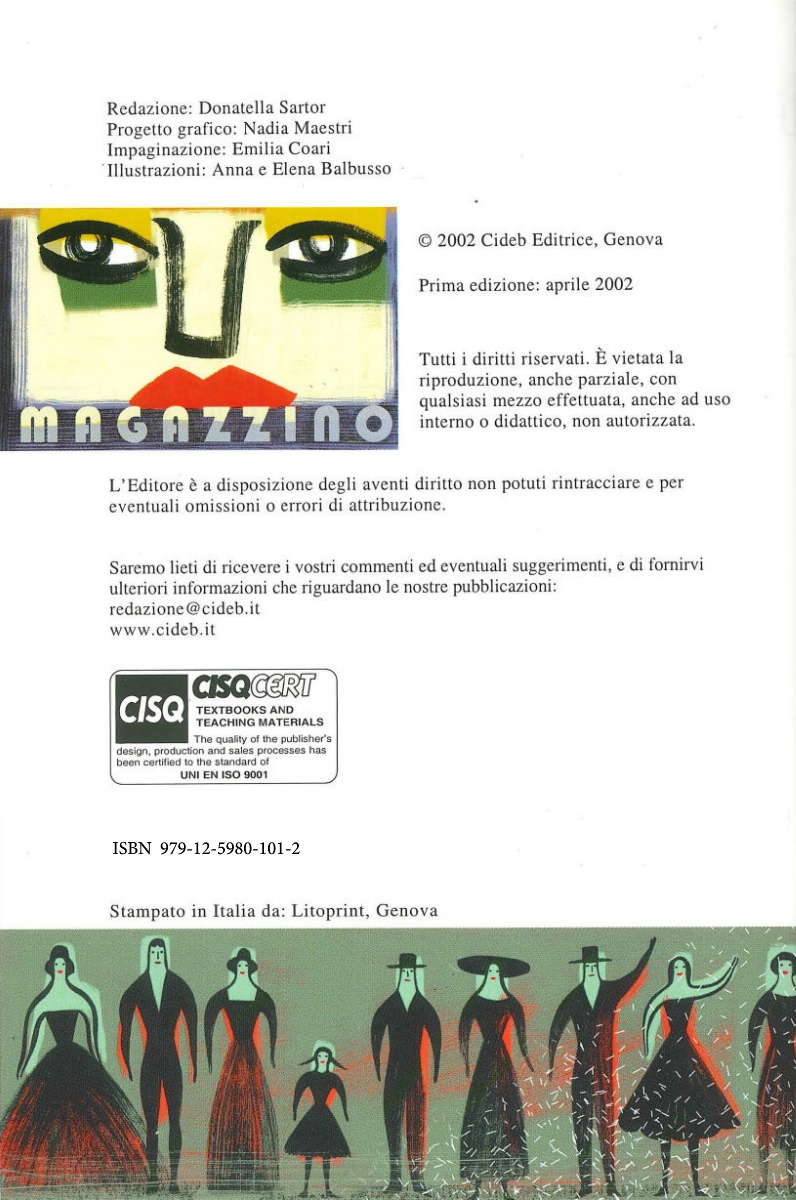 Redazione: Donatella Sartor
Progetto grafico: Nadia Maestri
Impaginazione: Emilia Coari
Illustrazioni: Anna e Elena Balbusso
MAGAZZINO
© 2002 Cideb Editrice, Genova
Prima edizione: aprile 2002
Tutti i diritti riservati. È vietata la
riproduzione, anche parziale, con
qualsiasi mezzo effettuata, anche ad uso
interno o didattico, non autorizzata.
L'Editore è a disposizione degli aventi diritto non potuti rintracciare e per
eventuali omissioni o errori di attribuzione.
Saremo lieti di ricevere i vostri commenti ed eventuali suggerimenti, e di fornirvi
ulteriori informazioni che riguardano le nostre pubblicazioni:
redazione@cideb.it
www.cideb.it
CISQ
CISQCERT
TEXTBOOKS AND
TEACHING MATERIALS
The quality of the publisher's
design, production and sales processes has
been certified to the standard of
UNI EN ISO 9001
ISBN 979-12-5980-101-2
Stampato in Italia da: Litoprint, Genova